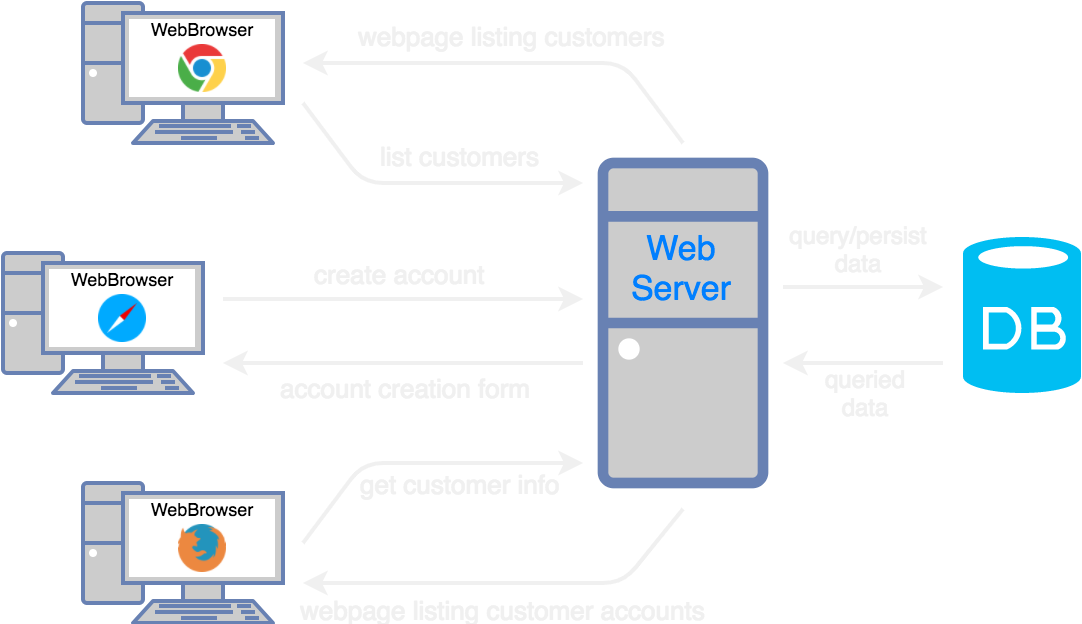 WebBrowser
webpage listing customers
list customers
WebBrowser
create account
account creation form
Web
Server
query/persist
data
queried
data
DB
WebBrowser
get customer info
webpage listing customer accounts